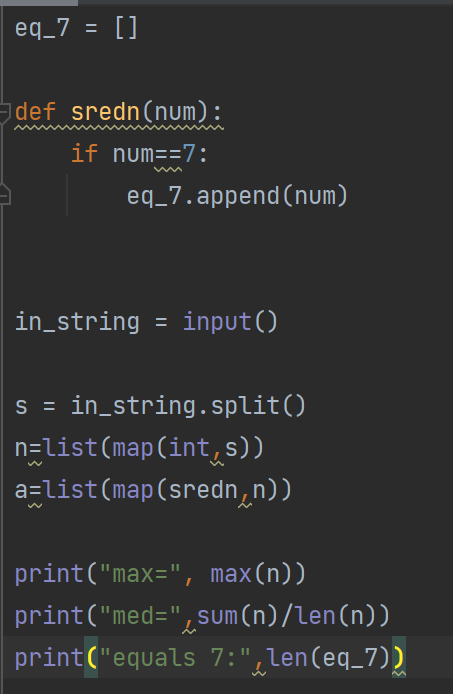 eq_7 = []
def sredn(num):
    if num==7:
        eq_7.append(num)
in_string = input()
s = in_string.split()
n=list(map(int,s))
a=list(map(sredn,n))
print("max=", max(n))
print("med=",sum(n)/len(n))
print("equals 7:",len(eq_7))